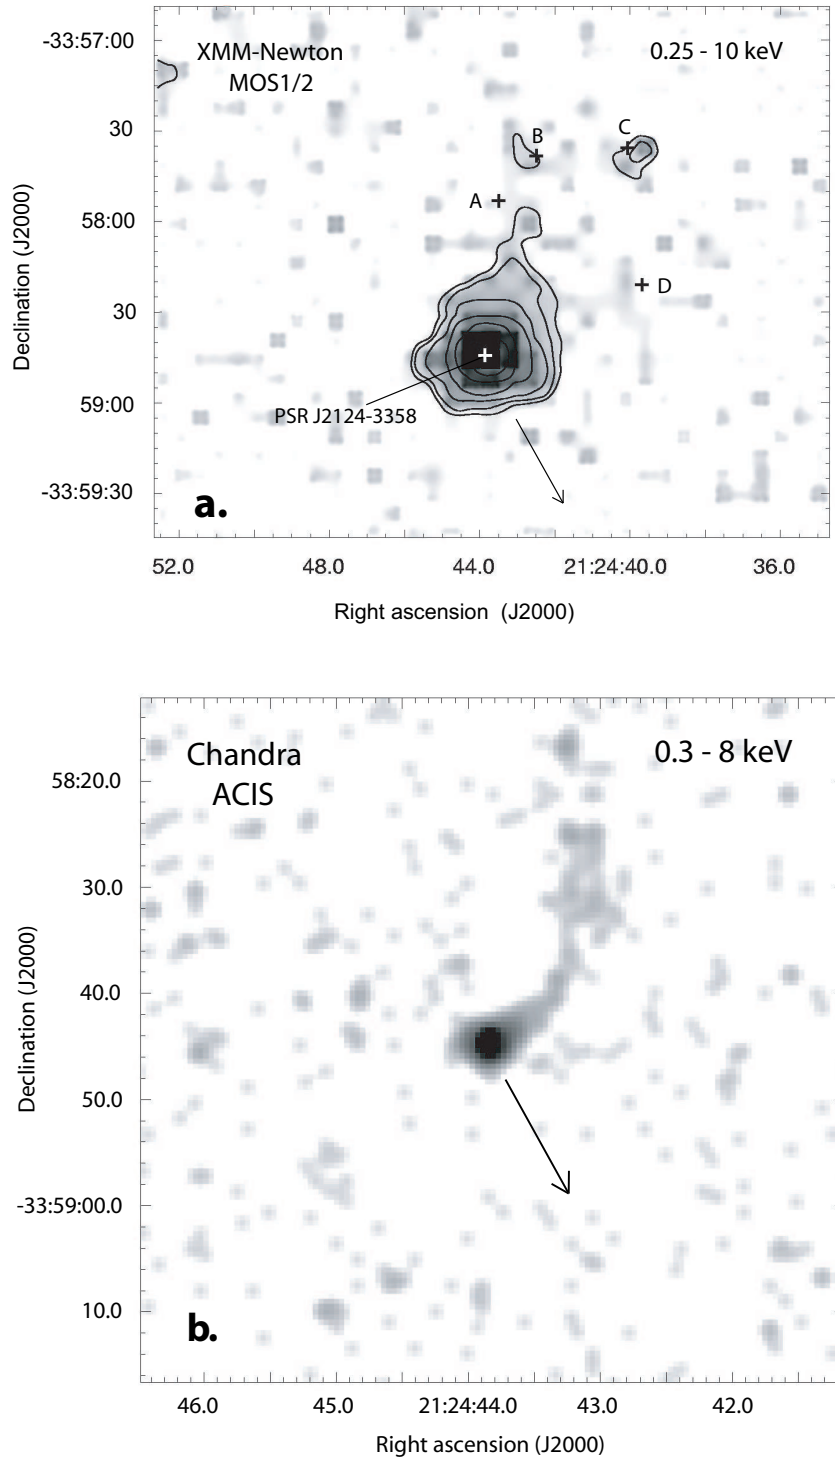 -33:57:00
XMM-Newton
MOS1/2
0.25 - 10 keV
30
B
C
A
58:00
D
30
PSR J2124-3358
59:00
-33:59:30
a.
52.0 48.0 44.0 21:24:40.0 36.0
Declination (J2000)
Right ascension (J2000)
Chandra
ACIS
0.3 - 8 keV
58:20.0
30.0
40.0
50.0
-33:59:00.0
10.0
b.
46.0 45.0 21:24:44.0 43.0 42.0
Declination (J2000)
Right ascension (J2000)